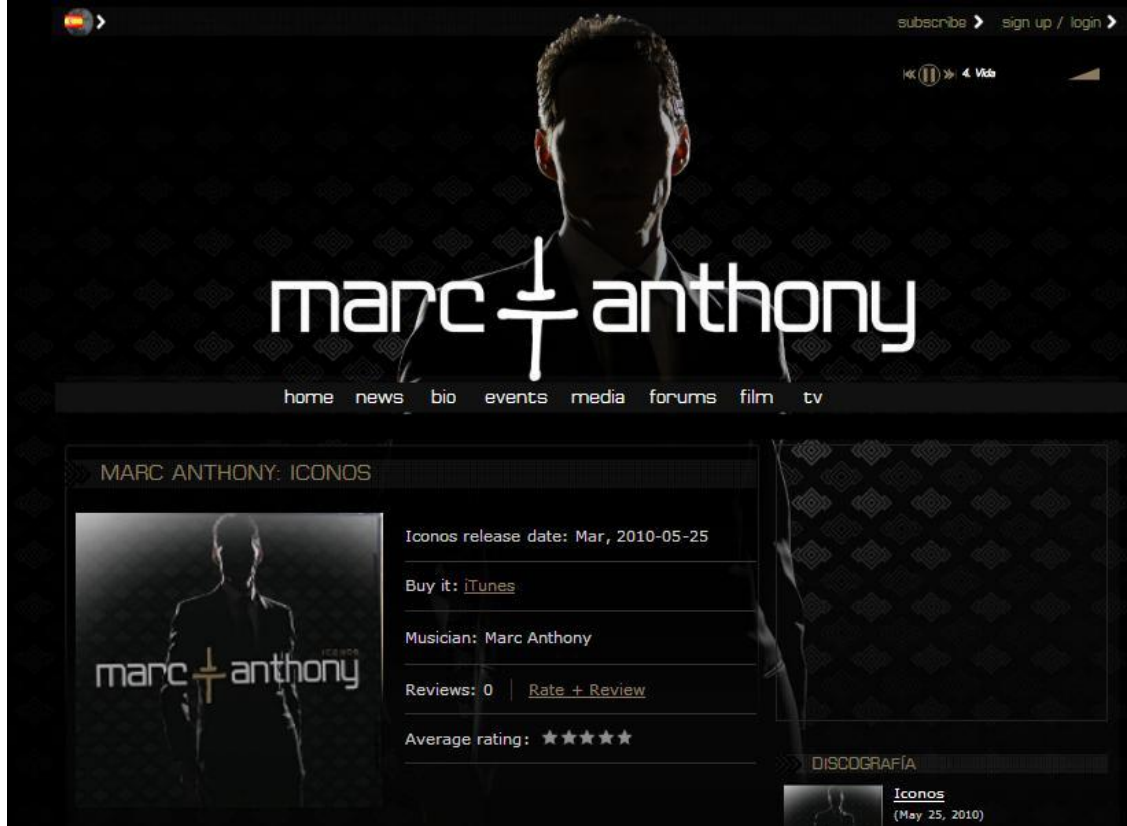 subscribe sign up / login
4. Vida
marc anthony
home news bio events media forums film tv
MARC ANTHONY: ICONOS
Iconos release date: Mar, 2010-05-25
Buy it: iTunes
Musician: Marc Anthony
Reviews: 0 Rate + Review
Average rating:
ICONOS
marc anthony
DISCOGRAFÍA
Iconos
(May 25, 2010)